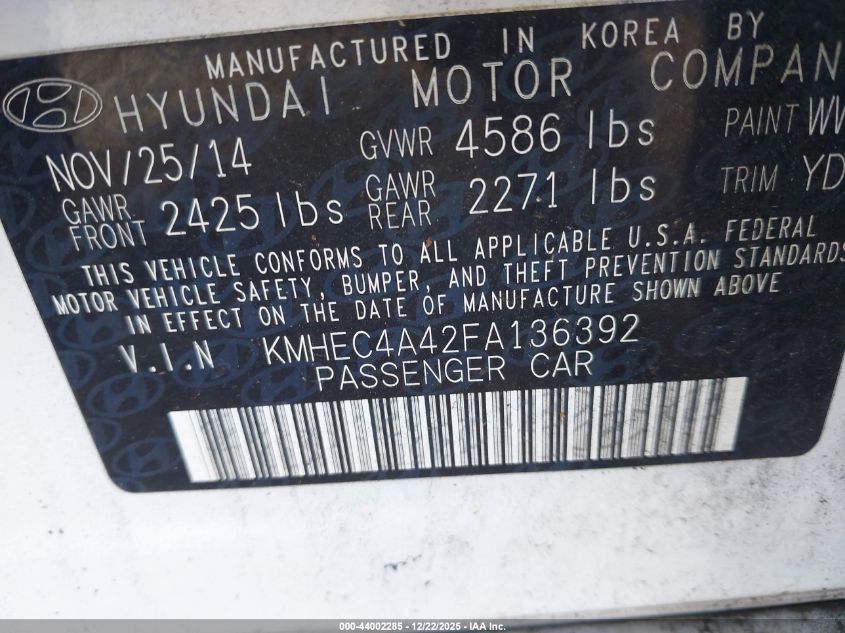 MANUFACTURED IN KOREA BY
HYUNDAI MOTOR COMPAN
NOV/25/14 GVWR 4586 lbs PAINT WW
GAWR FRONT 2425 lbs GAWR REAR 2271 lbs TRIM YD
THIS VEHICLE CONFORMS TO ALL APPLICABLE U.S.A. FEDERAL
MOTOR VEHICLE SAFETY, BUMPER, AND THEFT PREVENTION STANDARDS
IN EFFECT ON THE DATE OF MANUFACTURE SHOWN ABOVE
V.I.N KMHEC4A42FA136392
PASSENGER CAR
000-44002285 - 12/22/2025 - IAA Inc.